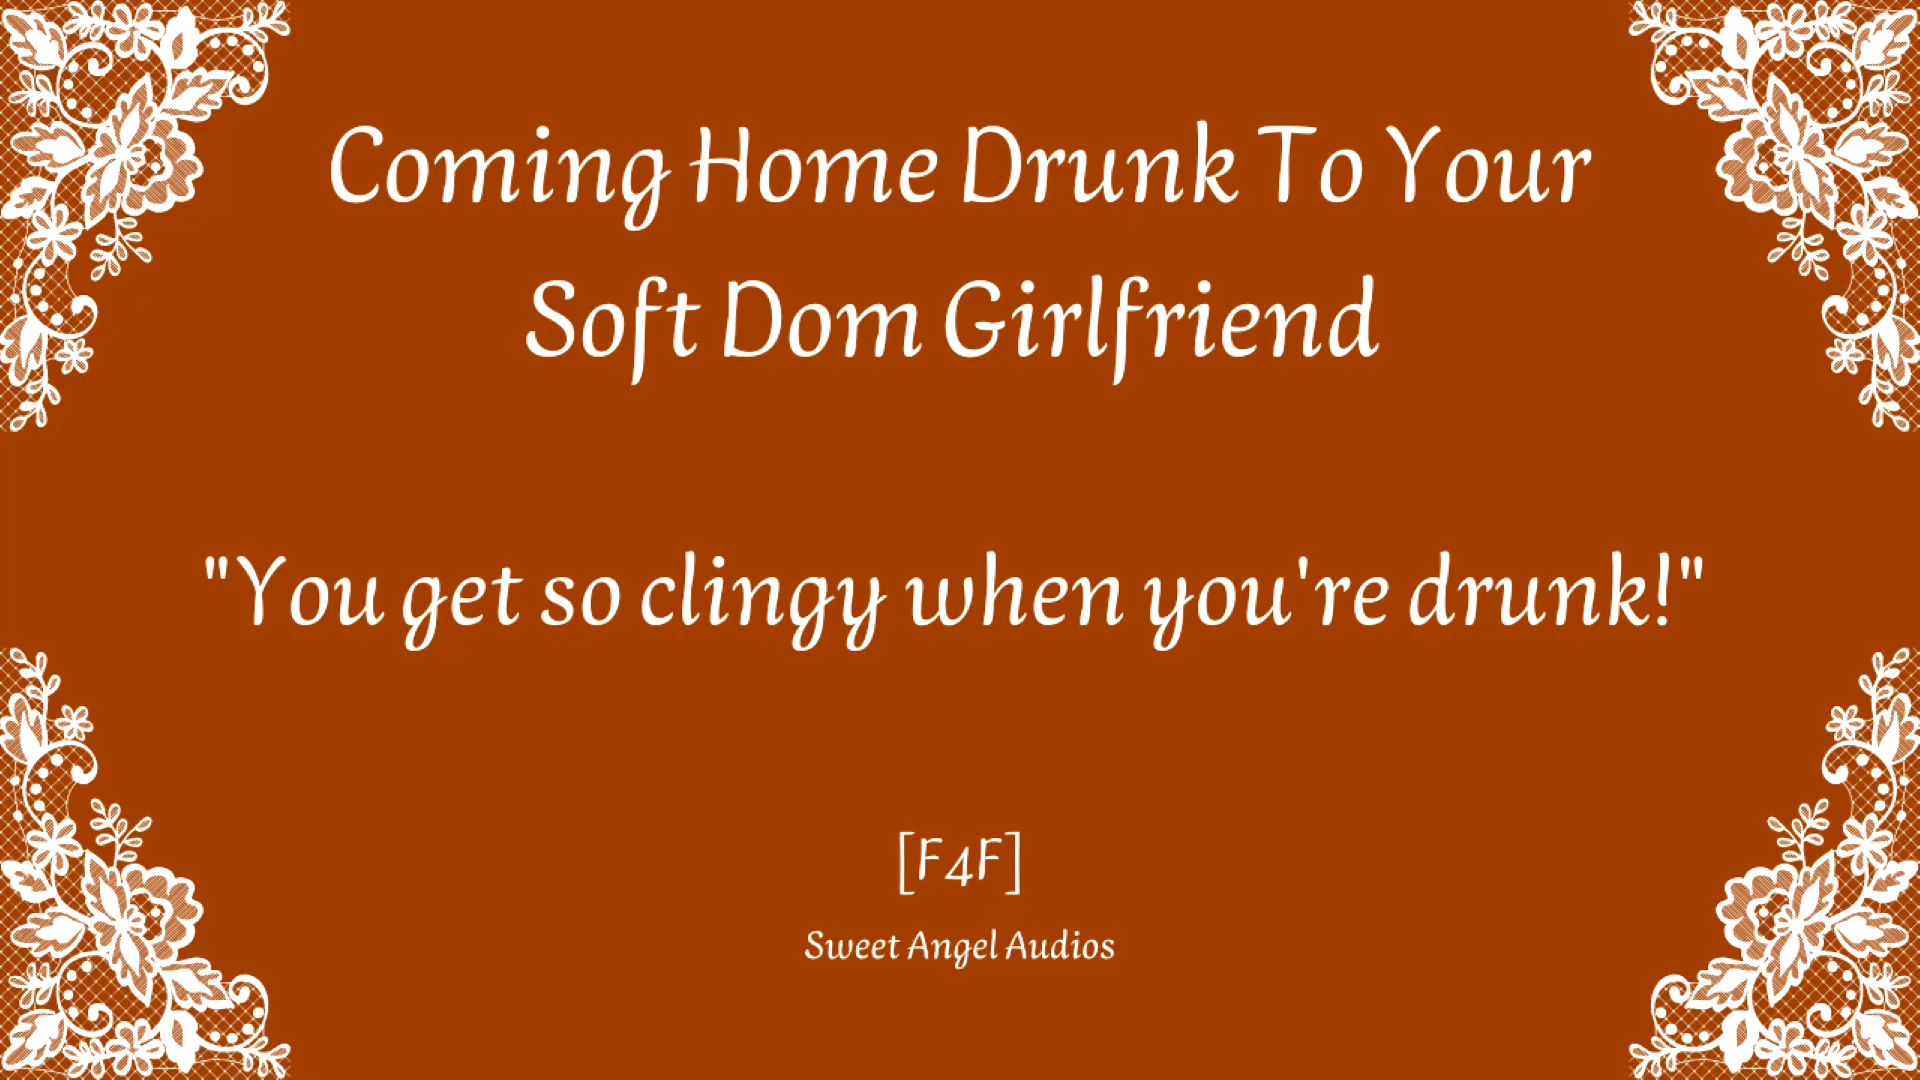 Coming Home Drunk To Your
Soft Dom Girlfriend
"You get so clingy when you're drunk!"
[F4F]
Sweet Angel Audios